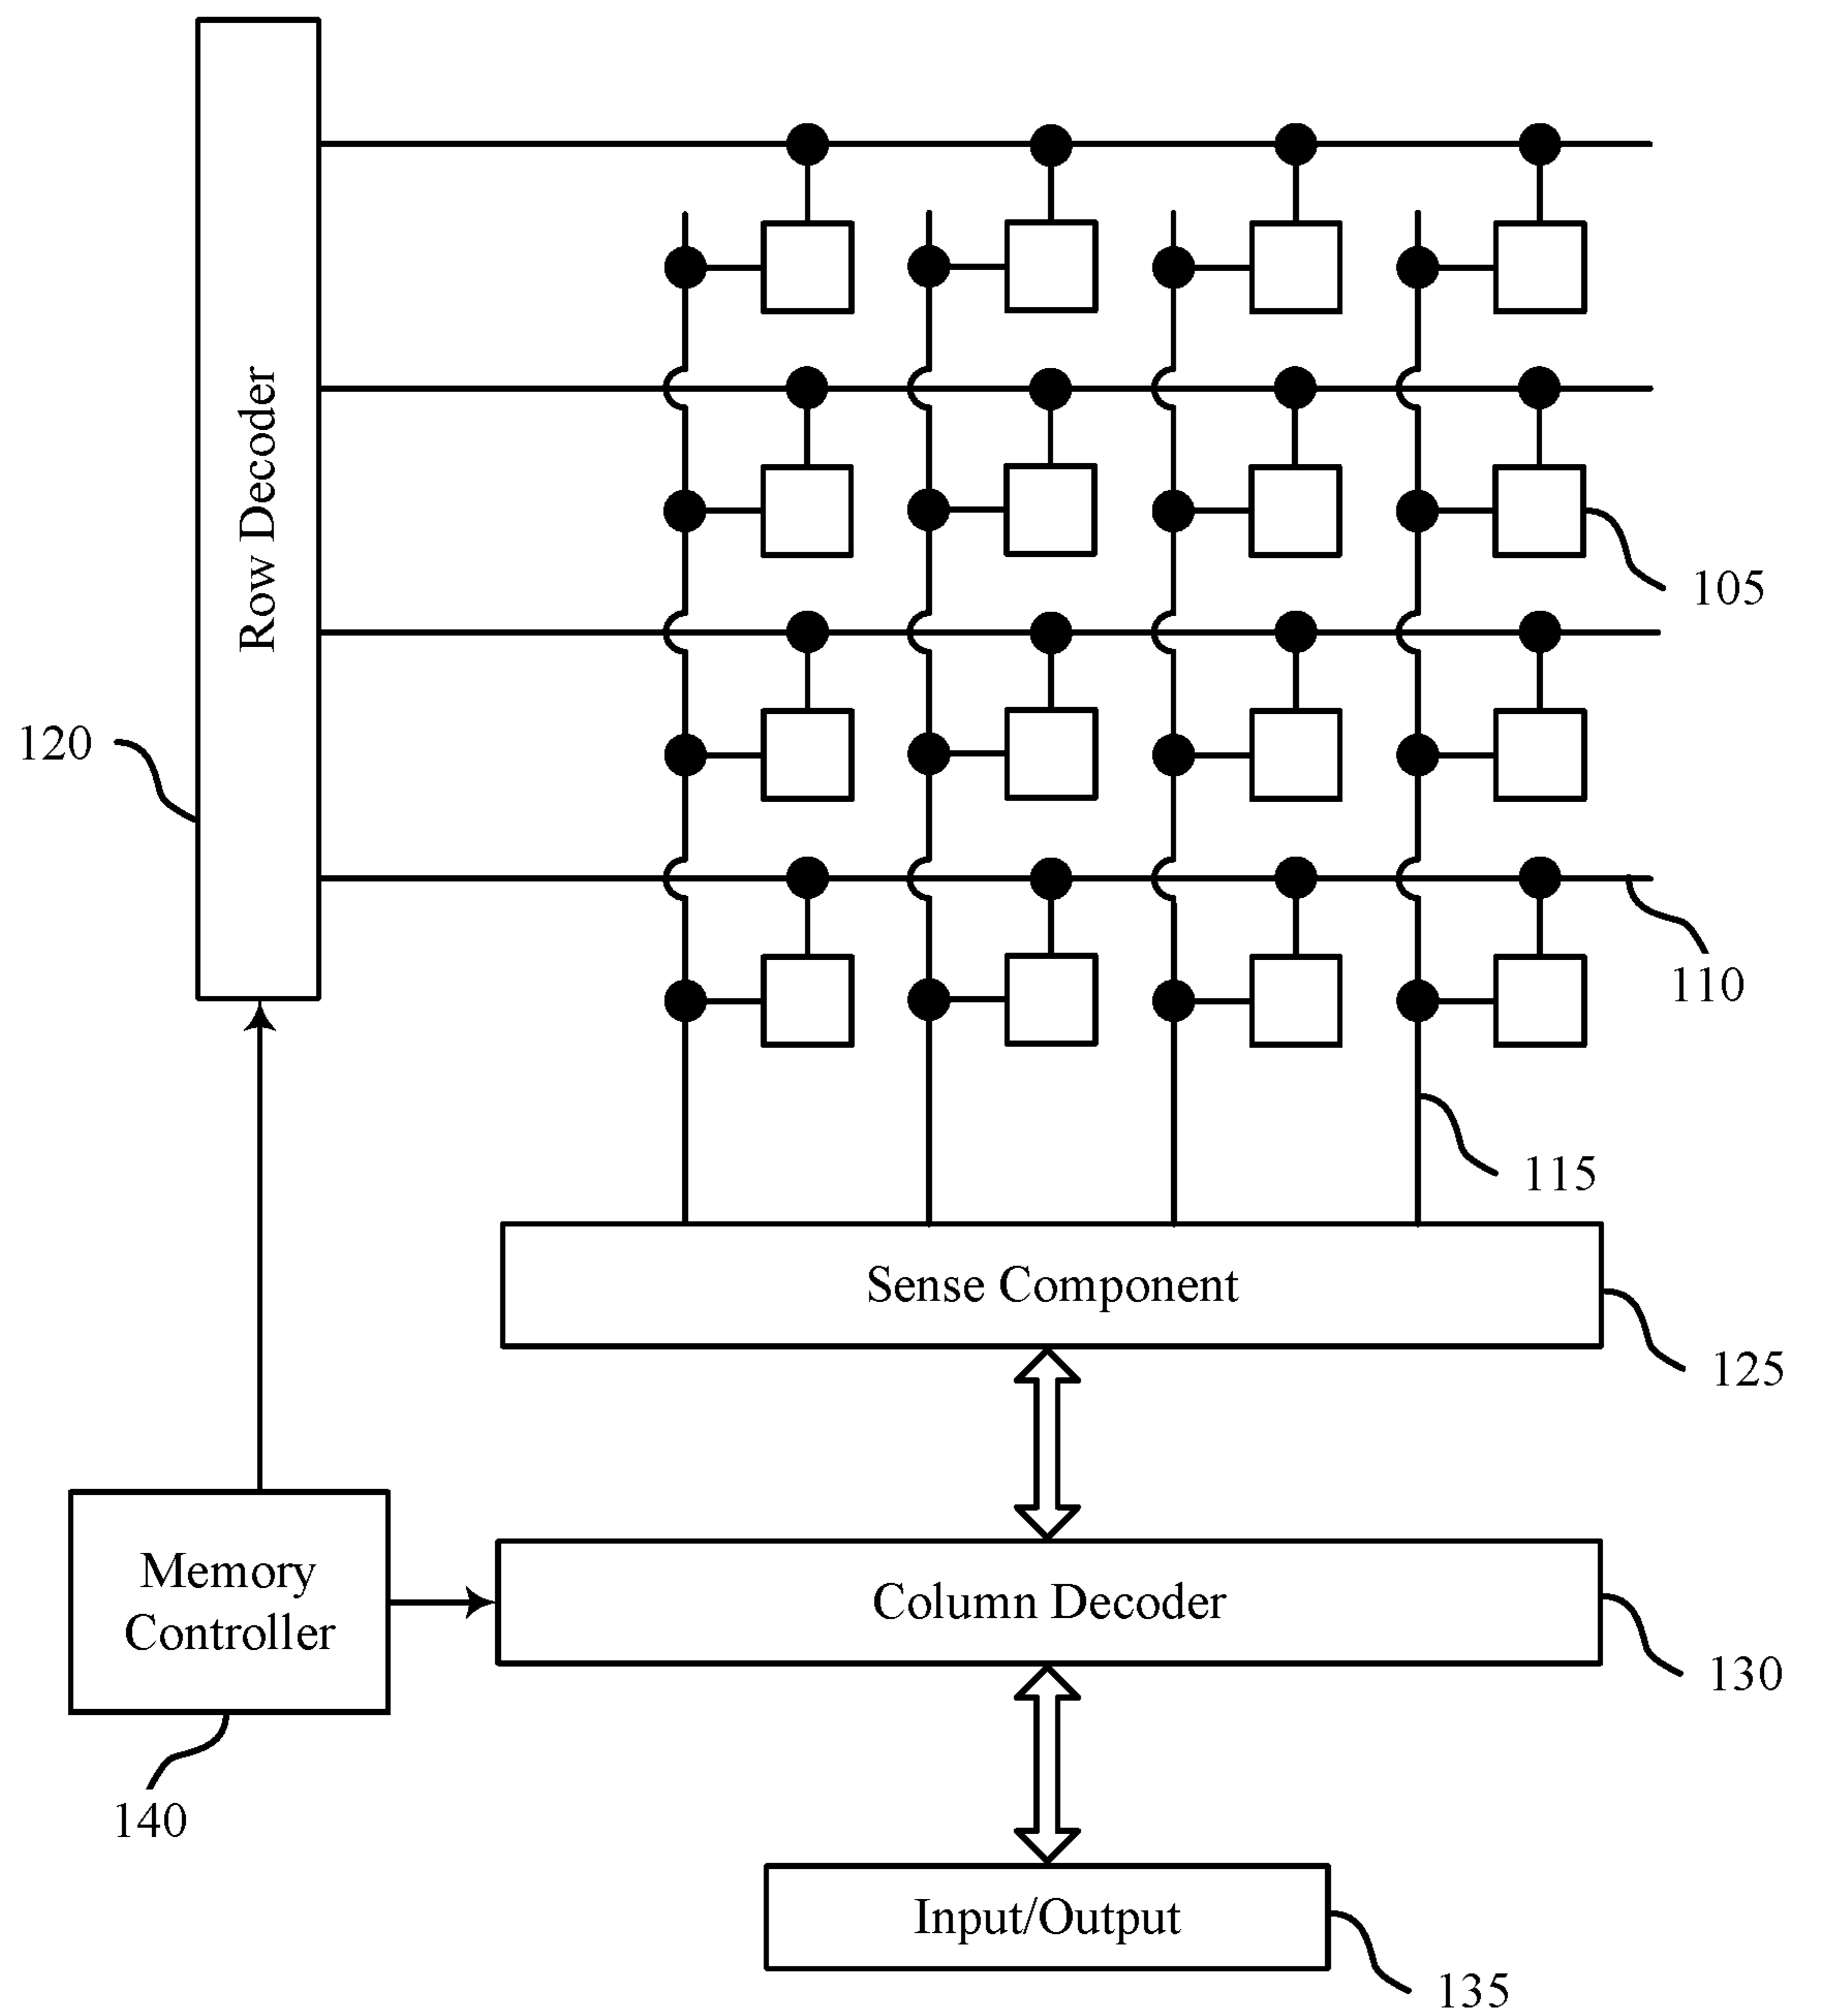 Row Decoder
105
120
110
115
Sense Component
125
Memory
Controller
Column Decoder
130
140
Input/Output
135